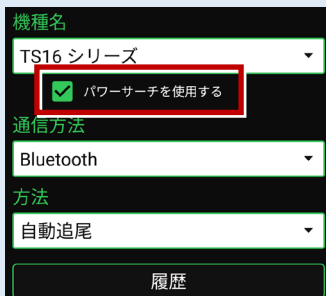 機種名
TS16 シリーズ
パワーサーチを使用する
通信方法
Bluetooth
方法
自動追尾
履歴